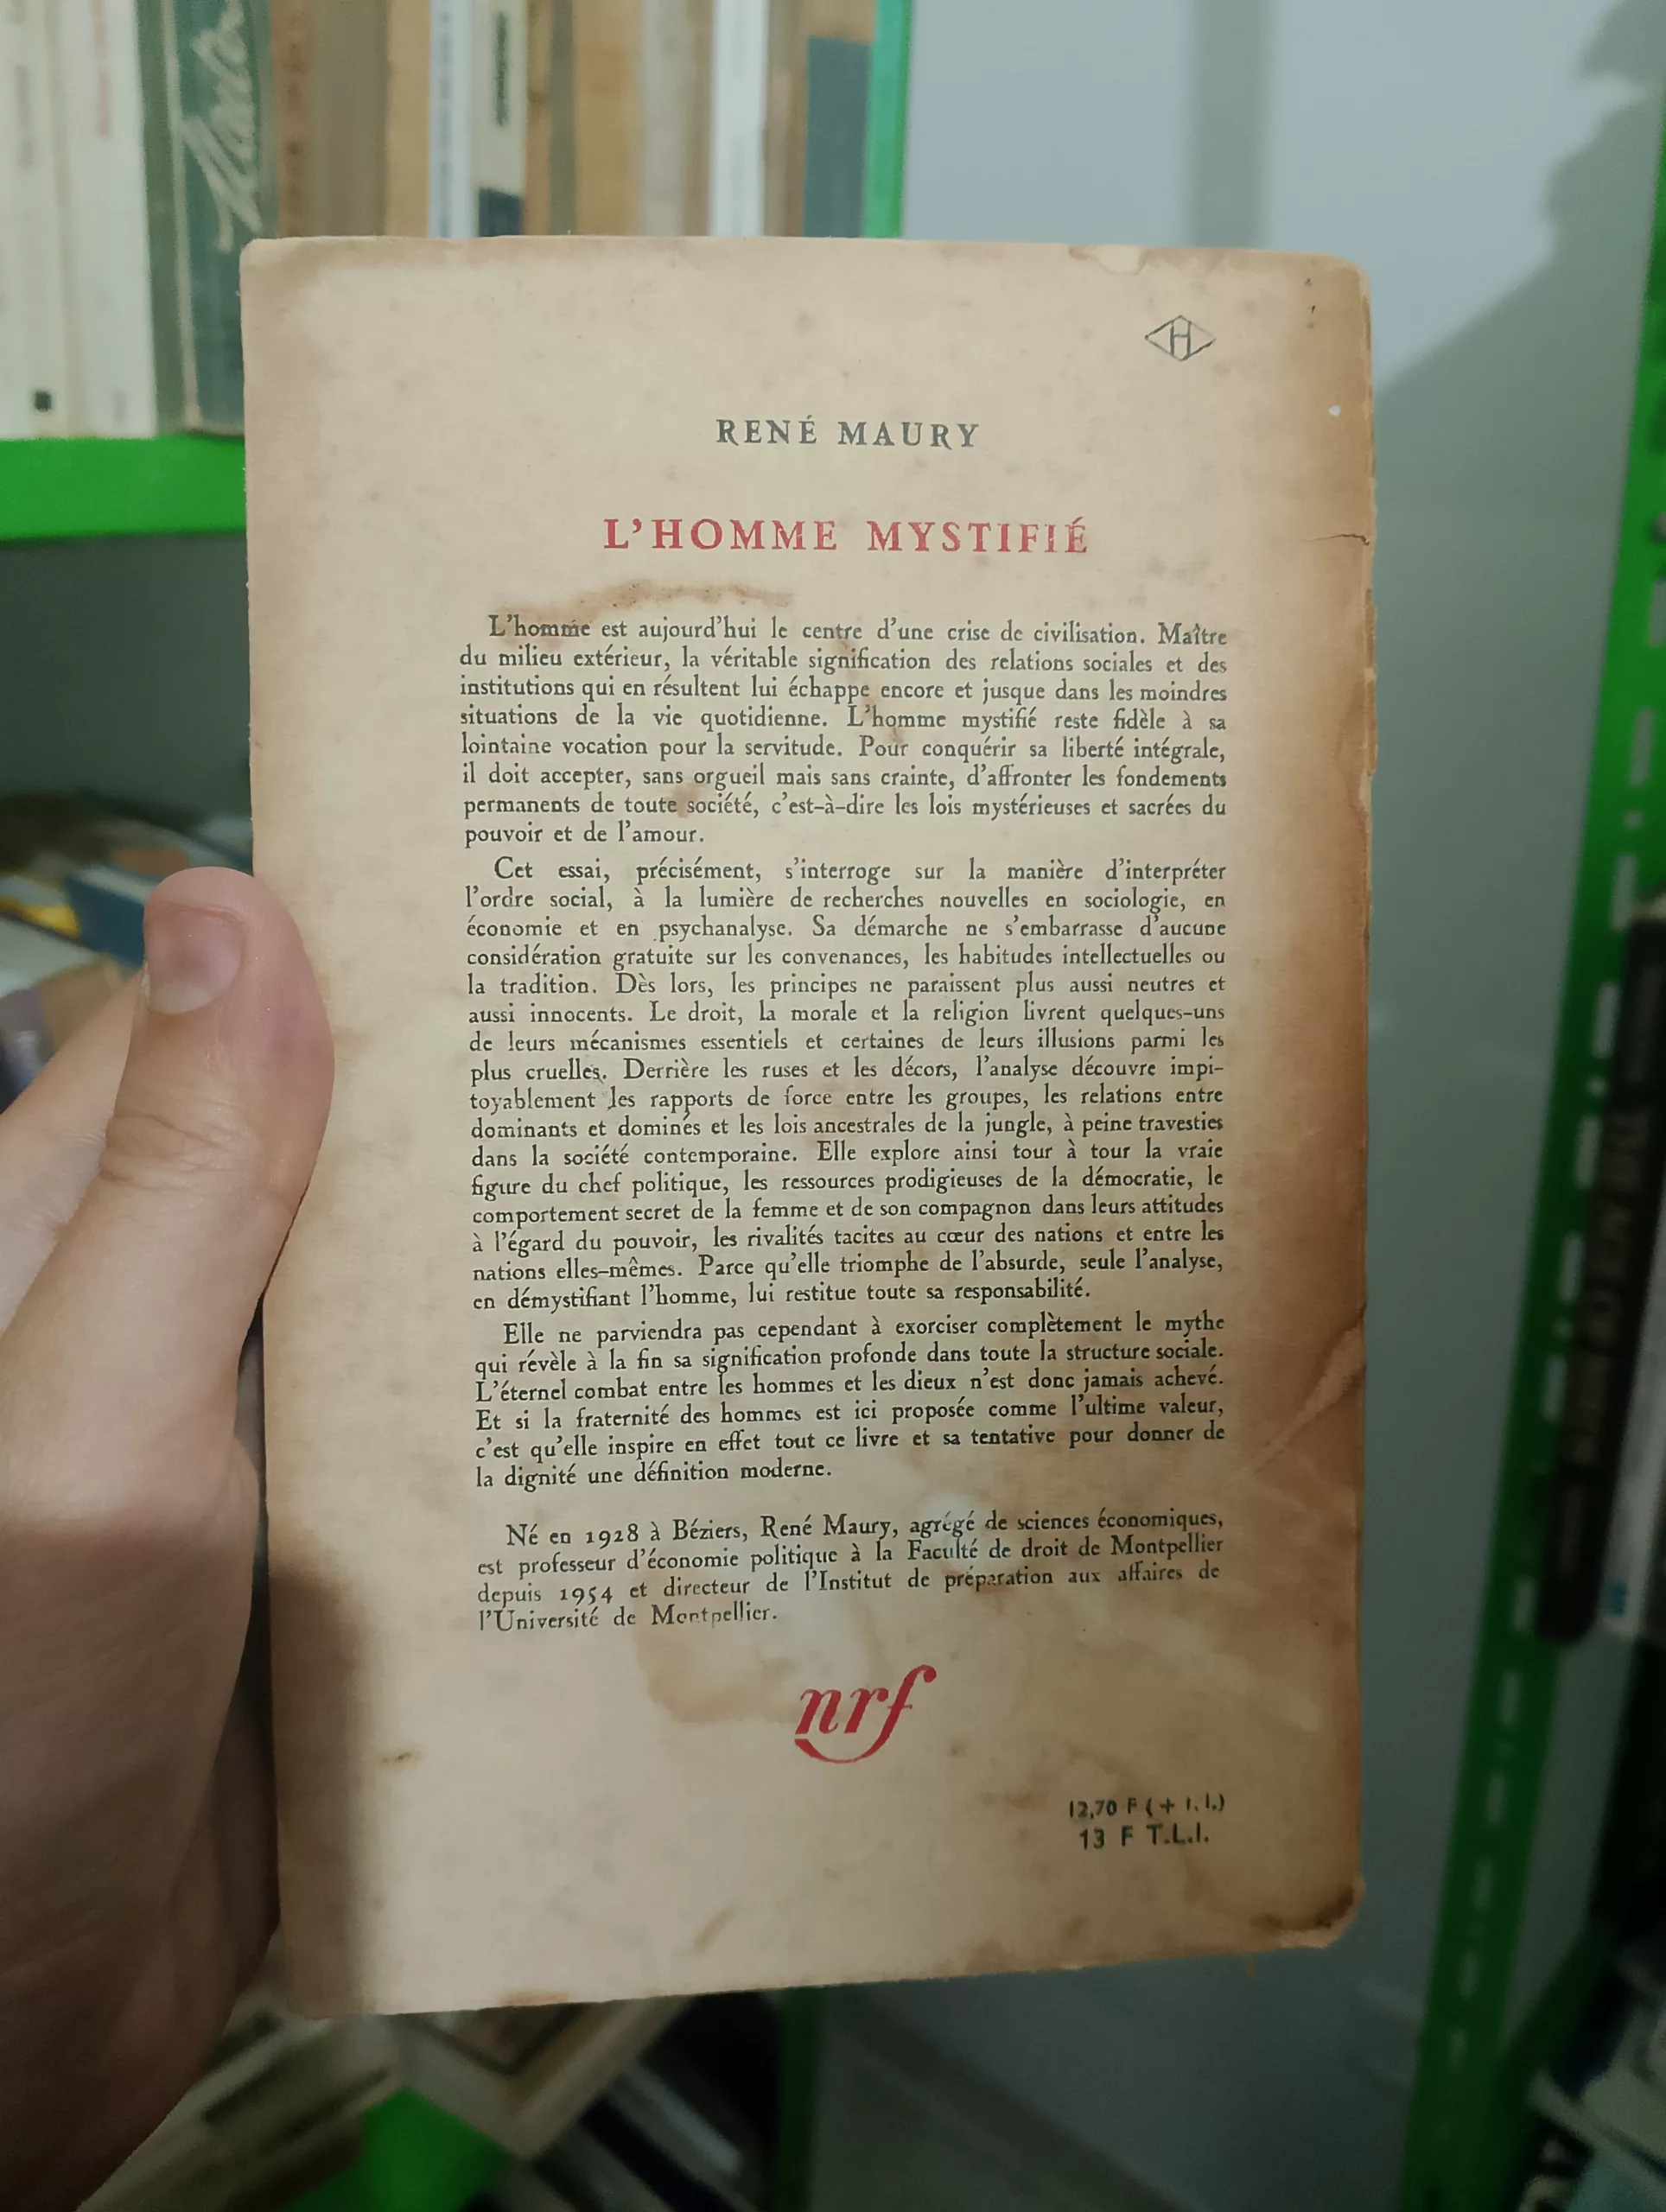 H
RENÉ MAURY
L'HOMME MYSTIFIÉ
L'homme est aujourd'hui le centre d'une crise de civilisation. Maître
du milieu extérieur, la véritable signification des relations sociales et des
institutions qui en résultent lui échappe encore et jusque dans les moindres
situations de la vie quotidienne. L'homme mystifié reste fidèle à sa
lointaine vocation pour la servitude. Pour conquérir sa liberté intégrale,
il doit accepter, sans orgueil mais sans crainte, d'affronter les fondements
permanents de toute société, c'est-à-dire les lois mystérieuses et sacrées du
pouvoir et de l'amour.
Cet essai, précisément, s'interroge sur la manière d'interpréter
l'ordre social, à la lumière de recherches nouvelles en sociologie, en
économie et en psychanalyse. Sa démarche ne s'embarrasse d'aucune
considération gratuite sur les convenances, les habitudes intellectuelles ou
la tradition. Dès lors, les principes ne paraissent plus aussi neutres et
aussi innocents. Le droit, la morale et la religion livrent quelques-uns
de leurs mécanismes essentiels et certaines de leurs illusions parmi les
plus cruelles. Derrière les ruses et les décors, l'analyse découvre impi-
toyablement les rapports de force entre les groupes, les relations entre
dominants et dominés et les lois ancestrales de la jungle, à peine travesties
dans la société contemporaine. Elle explore ainsi tour à tour la vraie
figure du chef politique, les ressources prodigieuses de la démocratie, le
comportement secret de la femme et de son compagnon dans leurs attitudes
à l'égard du pouvoir, les rivalités tacites au cœur des nations et entre les
nations elles-mêmes. Parce qu'elle triomphe de l'absurde, seule l'analyse,
en démystifiant l'homme, lui restitue toute sa responsabilité.
Elle ne parviendra pas cependant à exorciser complètement le mythe
qui révèle à la fin sa signification profonde dans toute la structure sociale.
L'éternel combat entre les hommes et les dieux n'est donc jamais achevé.
Et si la fraternité des hommes est ici proposée comme l'ultime valeur,
c'est qu'elle inspire en effet tout ce livre et sa tentative pour donner de
la dignité une définition moderne.
Né en 1928 à Béziers, René Maury, agrégé de sciences économiques,
est professeur d'économie politique à la Faculté de droit de Montpellier
depuis 1954 et directeur de l'Institut de préparation aux affaires de
l'Université de Montpellier.
nrf
12,70 F (+ t. l.)
13 F T.L.I.